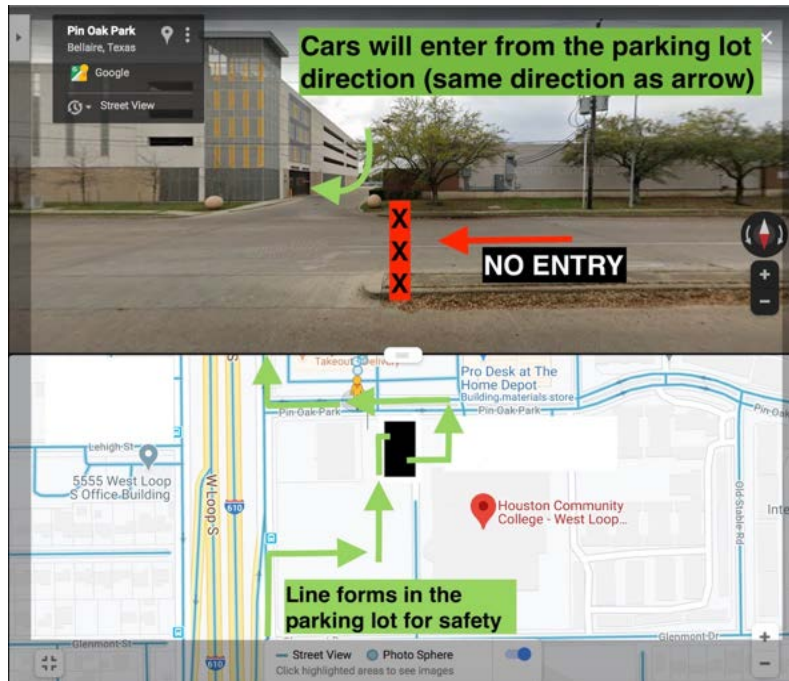 Pin Oak Park
Bellaire, Texas
Google
Street View
Cars will enter from the parking lot
direction (same direction as arrow)
X
X
X
NO ENTRY
+
−
Takeout
Delivery
Pro Desk at The
Home Depot
Building materials store
Pin Oak Park
Pin Oak Park
Pin Oak
Lehigh St
5555 West Loop
S Office Building
W Loop S
610
Houston Community
College - West Loop...
Old Stable Rd
Inte
Line forms in the
parking lot for safety
Glenmont St
Glenmont Dr
610
Street View
Photo Sphere
Click highlighted areas to see images
+
−